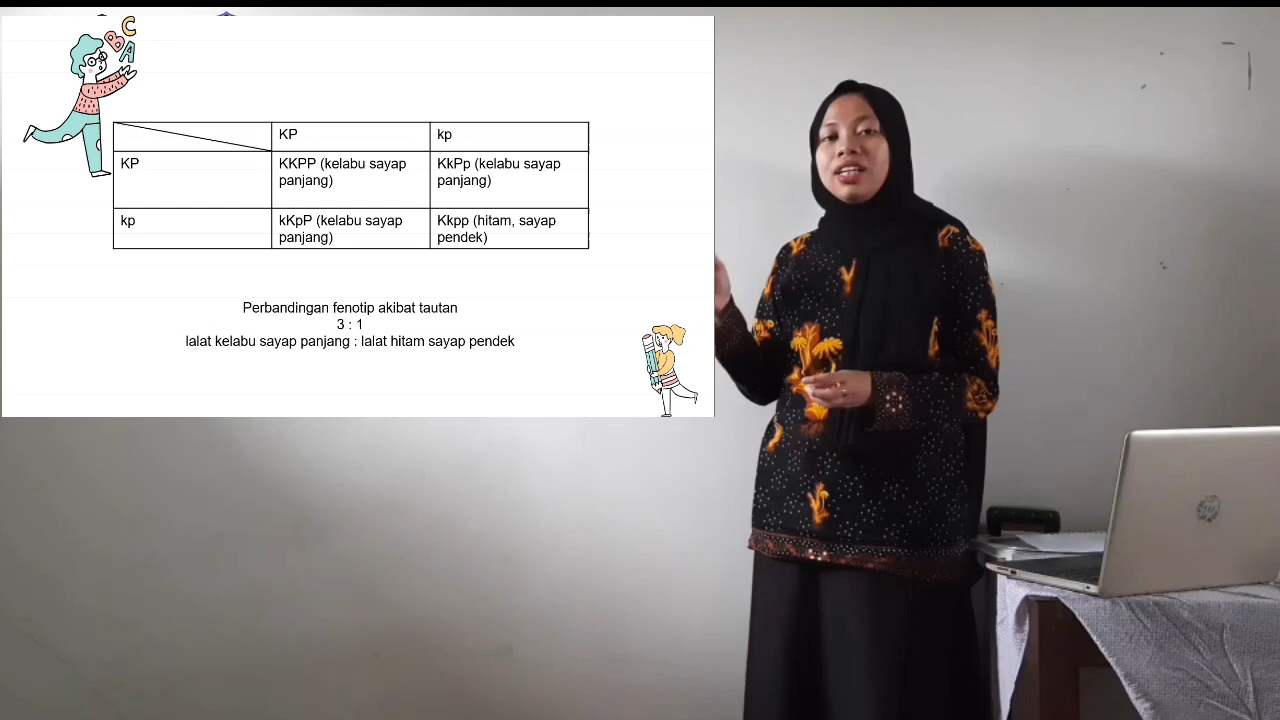 C
B
A
KP
kp
KP
KKPP (kelabu sayap
panjang)
KkPp (kelabu sayap
panjang)
kp
kKpP (kelabu sayap
panjang)
Kkpp (hitam, sayap
pendek)
Perbandingan fenotip akibat tautan
3 : 1
lalat kelabu sayap panjang : lalat hitam sayap pendek
hp